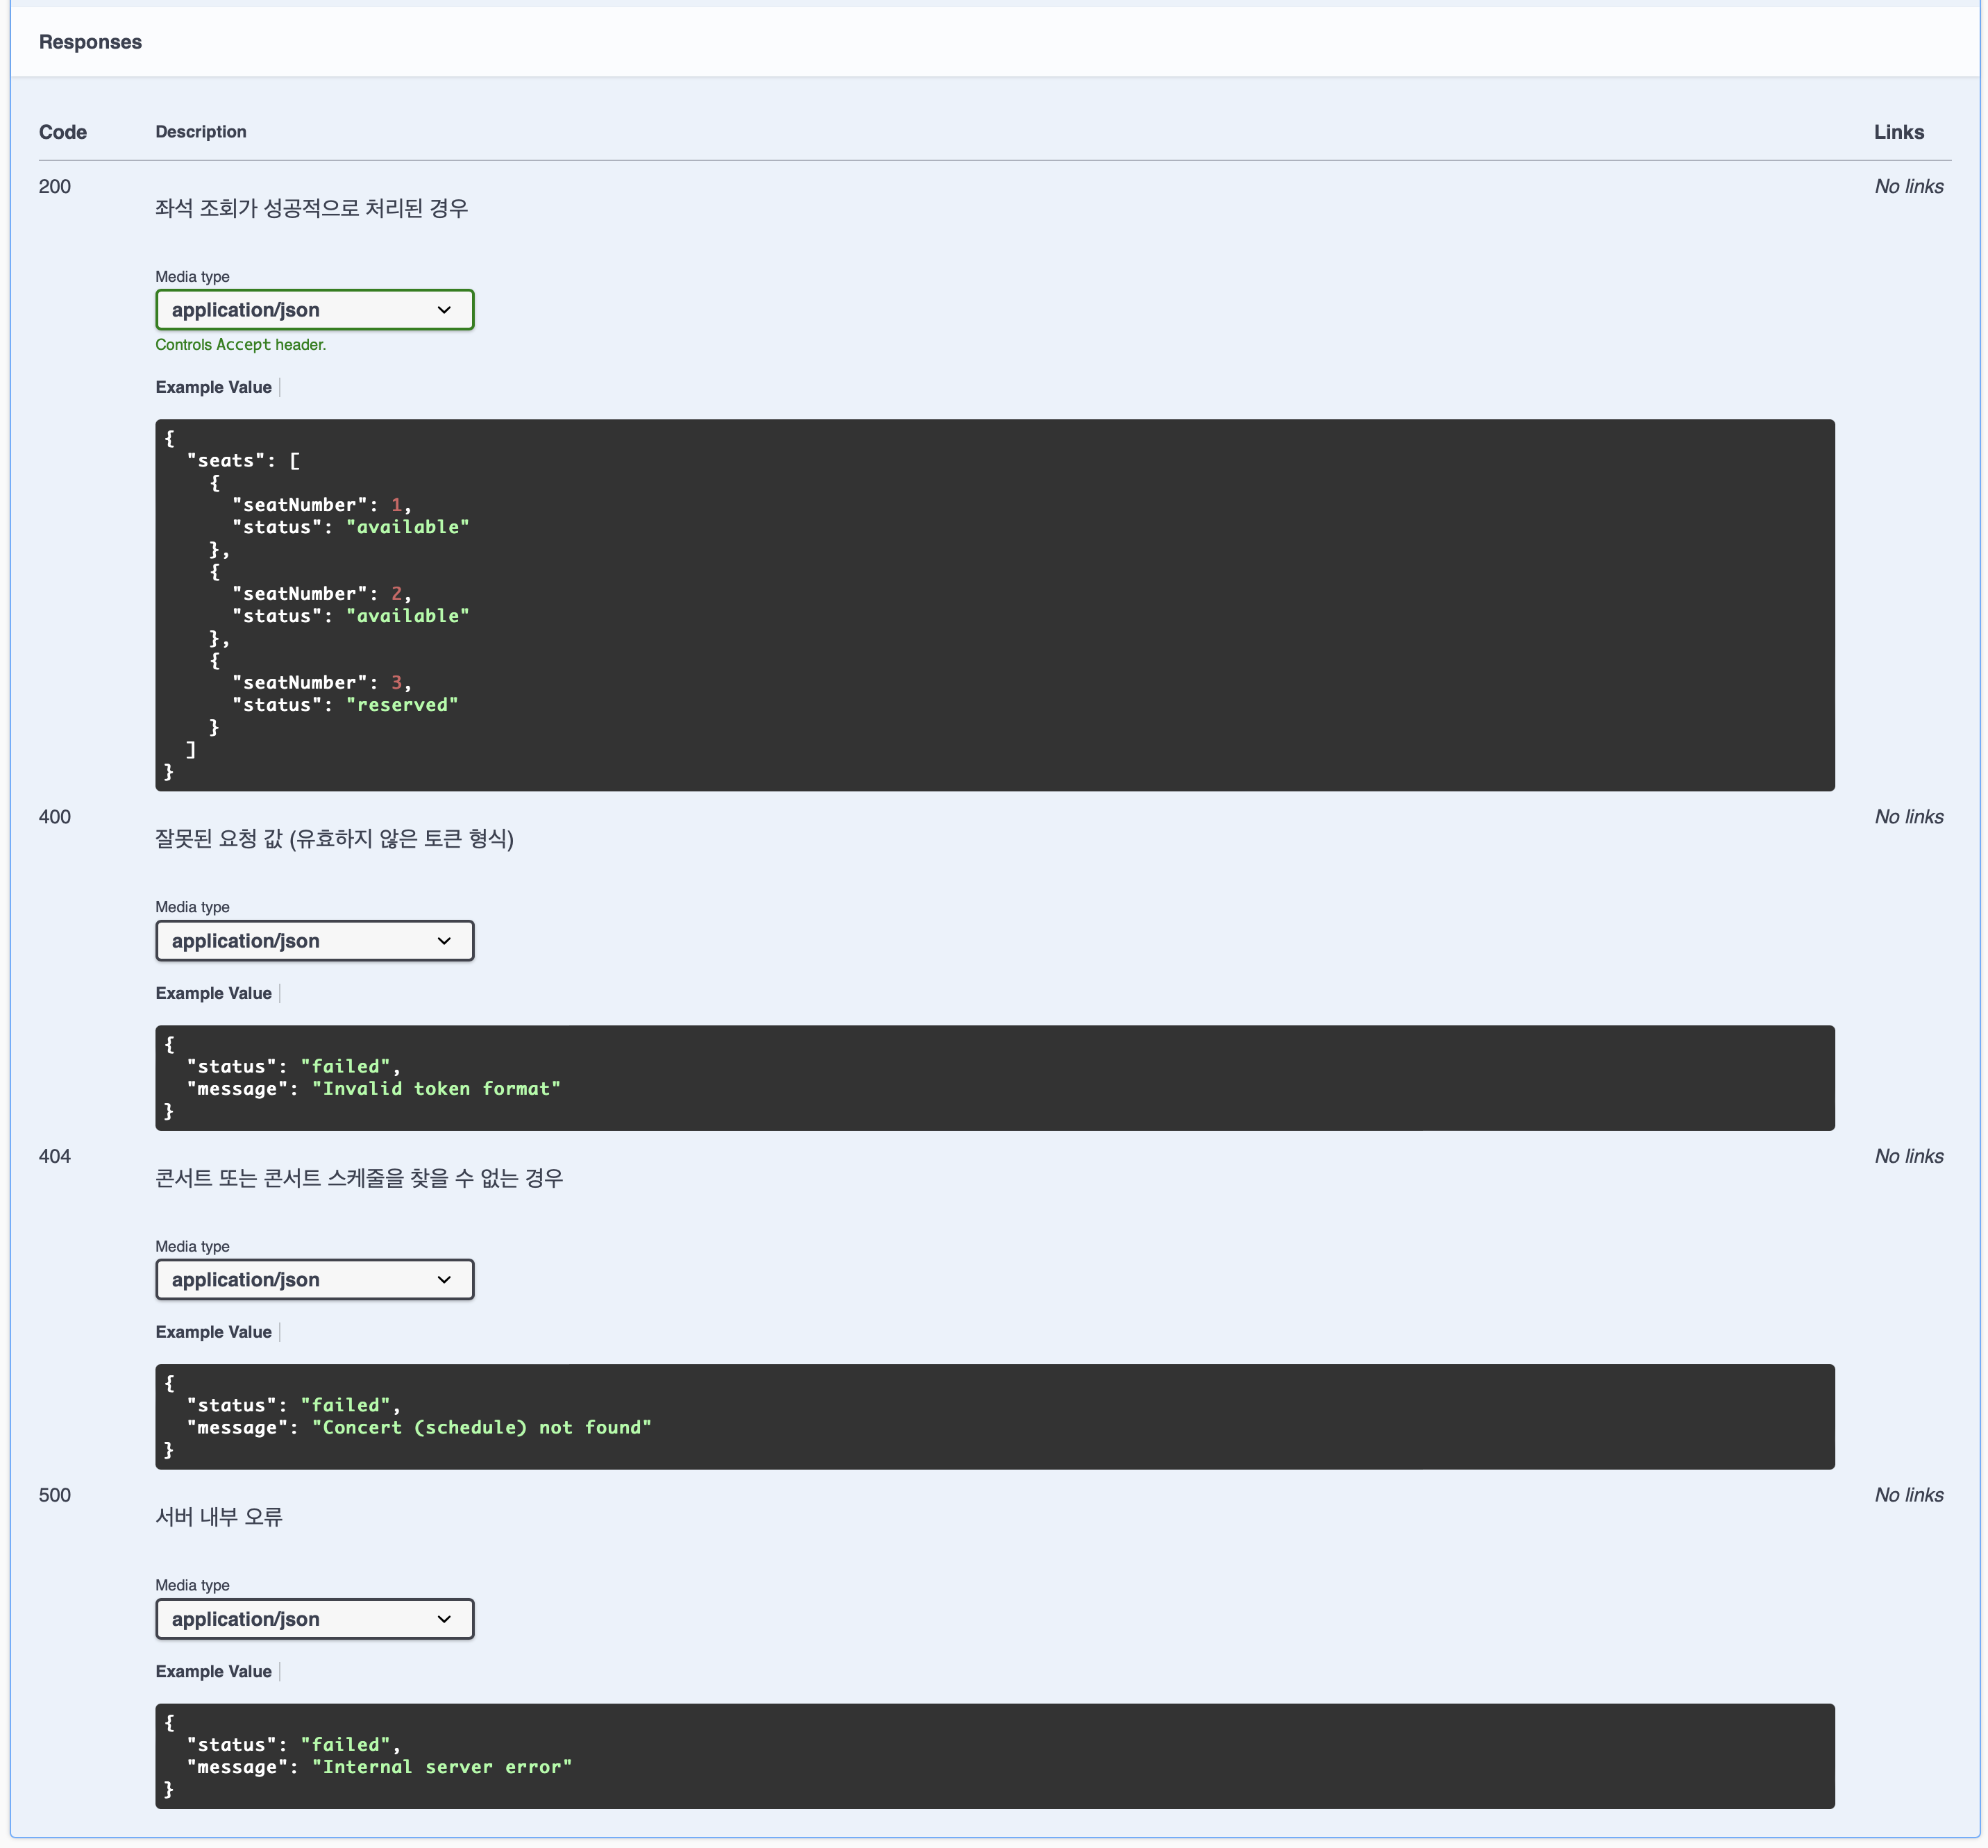 Responses
Code Description Links
200 No links
좌석 조회가 성공적으로 처리된 경우
Media type
application/json
Controls Accept header.
Example Value
{
  "seats": [
    {
      "seatNumber": 1,
      "status": "available"
    },
    {
      "seatNumber": 2,
      "status": "available"
    },
    {
      "seatNumber": 3,
      "status": "reserved"
    }
  ]
}
400 No links
잘못된 요청 값 (유효하지 않은 토큰 형식)
Media type
application/json
Example Value
{
  "status": "failed",
  "message": "Invalid token format"
}
404 No links
콘서트 또는 콘서트 스케줄을 찾을 수 없는 경우
Media type
application/json
Example Value
{
  "status": "failed",
  "message": "Concert (schedule) not found"
}
500 No links
서버 내부 오류
Media type
application/json
Example Value
{
  "status": "failed",
  "message": "Internal server error"
}